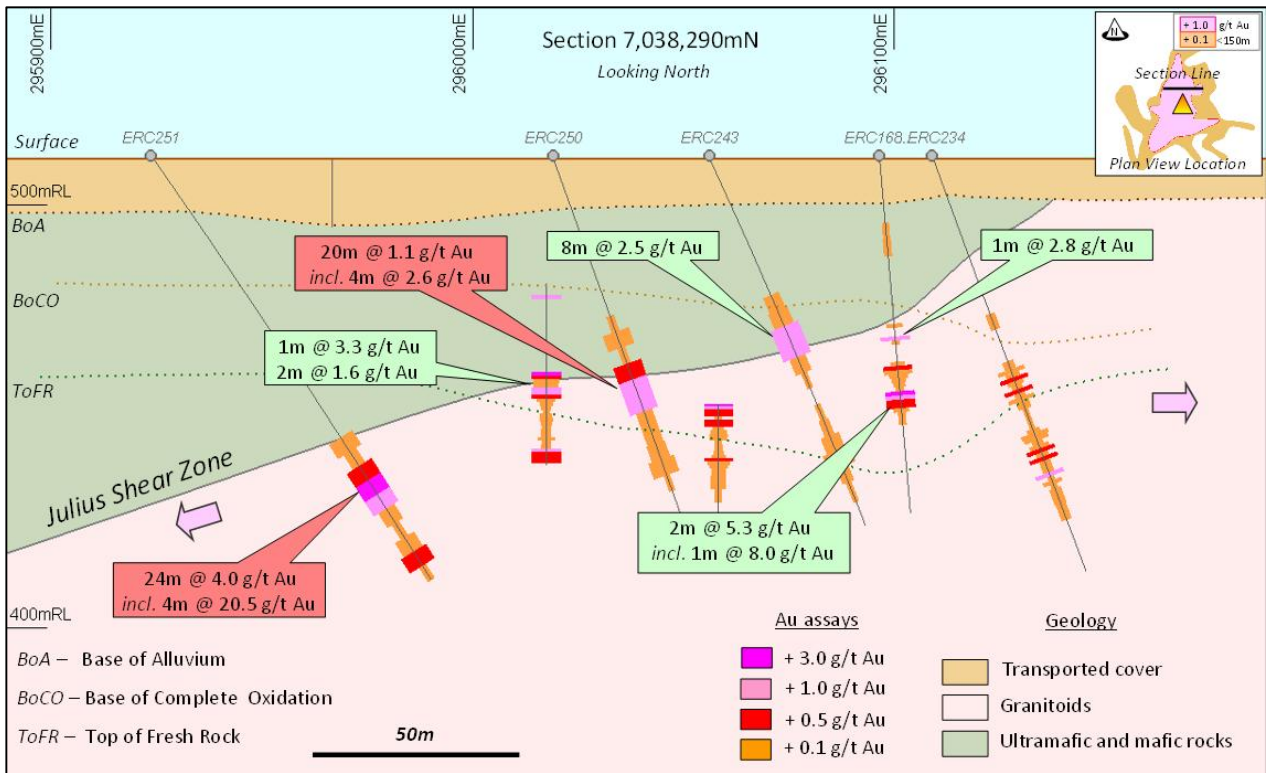 295900mE
296000mE
296100mE
Section 7,038,290mN
Looking North
N
+ 1.0 g/t Au
+ 0.1 <150m
Section Line
Plan View Location
Surface
ERC251
ERC250
ERC243
ERC168.ERC234
500mRL
BoA
20m @ 1.1 g/t Au
incl. 4m @ 2.6 g/t Au
8m @ 2.5 g/t Au
1m @ 2.8 g/t Au
BoCO
1m @ 3.3 g/t Au
2m @ 1.6 g/t Au
ToFR
Julius Shear Zone
2m @ 5.3 g/t Au
incl. 1m @ 8.0 g/t Au
24m @ 4.0 g/t Au
incl. 4m @ 20.5 g/t Au
400mRL
BoA – Base of Alluvium
BoCO – Base of Complete Oxidation
ToFR – Top of Fresh Rock
50m
Au assays
+ 3.0 g/t Au
+ 1.0 g/t Au
+ 0.5 g/t Au
+ 0.1 g/t Au
Geology
Transported cover
Granitoids
Ultramafic and mafic rocks